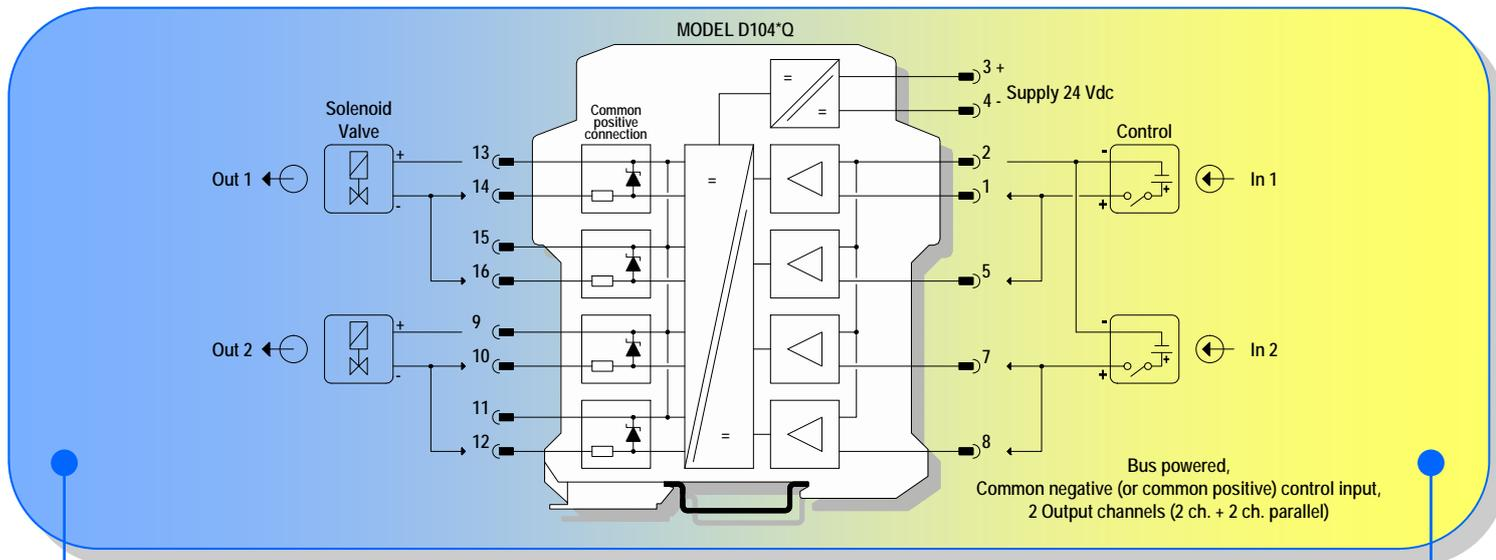 MODEL D104*Q
3 +
4 -
Supply 24 Vdc
Solenoid
Valve
Common
positive
connection
=
=
Control
+
13
2
-
Out 1
14
=
1
+
In 1
-
+
15
16
5
+
9
-
Out 2
10
7
+
In 2
-
+
11
12
=
8
Bus powered,
Common negative (or common positive) control input,
2 Output channels (2 ch. + 2 ch. parallel)